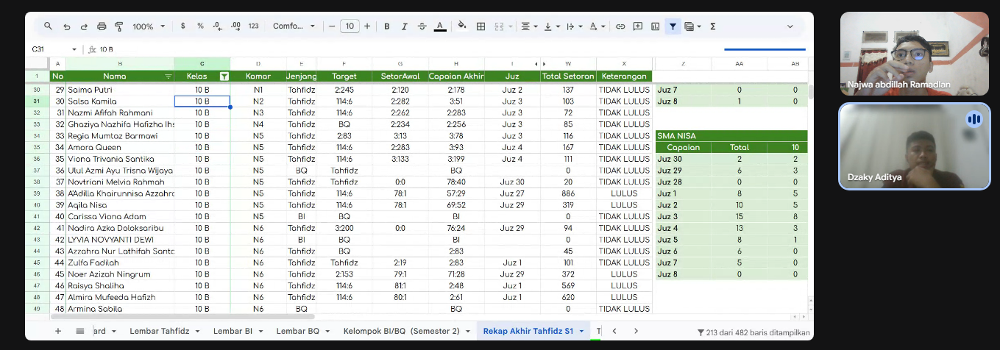 100% $ % .0 .00 123 Comfo... − 10 + B I A Σ
C31 fx 10 B
A B C D E F G H I W X Z AA AB
1 No Nama Kelas Kamar Jenjang Target SetorAwal Capaian Akhir Juz Total Setoran Keterangan
30 29 Saima Putri 10 B N1 Tahfidz 2:245 2:120 2:178 Juz 2 137 TIDAK LULUS Juz 7 0 0
31 30 Salsa Kamila 10 B N2 Tahfidz 114:6 2:282 3:51 Juz 3 103 TIDAK LULUS Juz 8 1 0
32 31 Nazmi Afifah Rahmani 10 B N3 Tahfidz 114:6 2:262 2:283 Juz 3 72 TIDAK LULUS
33 32 Ghaziya Nazhifa Hafizha Ihs 10 B N4 Tahfidz BQ 2:234 2:256 Juz 3 85 TIDAK LULUS
34 33 Regia Mumtaz Barmawi 10 B N5 Tahfidz 2:83 3:13 3:78 Juz 3 116 TIDAK LULUS SMA NISA
35 34 Amora Queen 10 B N5 Tahfidz 114:6 2:283 3:93 Juz 4 167 TIDAK LULUS Capaian Total 10
36 35 Viona Trivania Santika 10 B N5 Tahfidz 114:6 3:133 3:199 Juz 4 111 TIDAK LULUS Juz 30 2 2
37 36 Ulul Azmi Ayu Trisna Wijaya 10 B N5 BQ Tahfidz BQ 0 TIDAK LULUS Juz 29 6 3
38 37 Novtriani Melvia Rahmah 10 B N5 Tahfidz Tahfidz 0:0 78:40 Juz 30 20 TIDAK LULUS Juz 28 0 0
39 38 A'Adilla Khairunnisa Azzahra 10 B N5 Tahfidz 114:6 78:1 57:29 Juz 27 886 LULUS Juz 1 8 5
40 39 Aqila Nisa 10 B N5 Tahfidz 114:6 78:1 69:52 Juz 29 319 LULUS Juz 2 10 5
41 40 Carissa Viona Adam 10 B N5 BI BQ BI 0 TIDAK LULUS Juz 3 15 8
42 41 Nadira Azka Doloksaribu 10 B N6 Tahfidz 3:200 0:0 76:24 Juz 29 94 TIDAK LULUS Juz 4 13 3
43 42 LYVIA NOVYANTI DEWI 10 B N6 BI BQ BI 0 TIDAK LULUS Juz 5 8 1
44 43 Azzahra Nur Lathifah Santo 10 B N6 Tahfidz BQ 2:83 45 TIDAK LULUS Juz 6 6 0
45 44 Zulfa Fadilah 10 B N6 Tahfidz Tahfidz 2:19 2:83 Juz 1 101 TIDAK LULUS Juz 7 5 0
46 45 Noer Azizah Ningrum 10 B N6 Tahfidz 2:153 79:1 71:28 Juz 29 372 LULUS Juz 8 0 0
47 46 Raisya Shaliha 10 B N6 Tahfidz 114:6 81:1 2:48 Juz 1 569 LULUS
48 47 Almira Mufeeda Hafizh 10 B N6 Tahfidz 114:6 80:1 2:61 Juz 1 620 LULUS
49 48 Armina Sabila 10 B N6 BQ BQ 0 TIDAK LULUS
+ ard Lembar Tahfidz Lembar BI Lembar BQ Kelompok BI/BQ (Semester 2) Rekap Akhir Tahfidz S1 T 213 dari 482 baris ditampilkan
Najwa abdillah Ramadlan
Dzaky Aditya